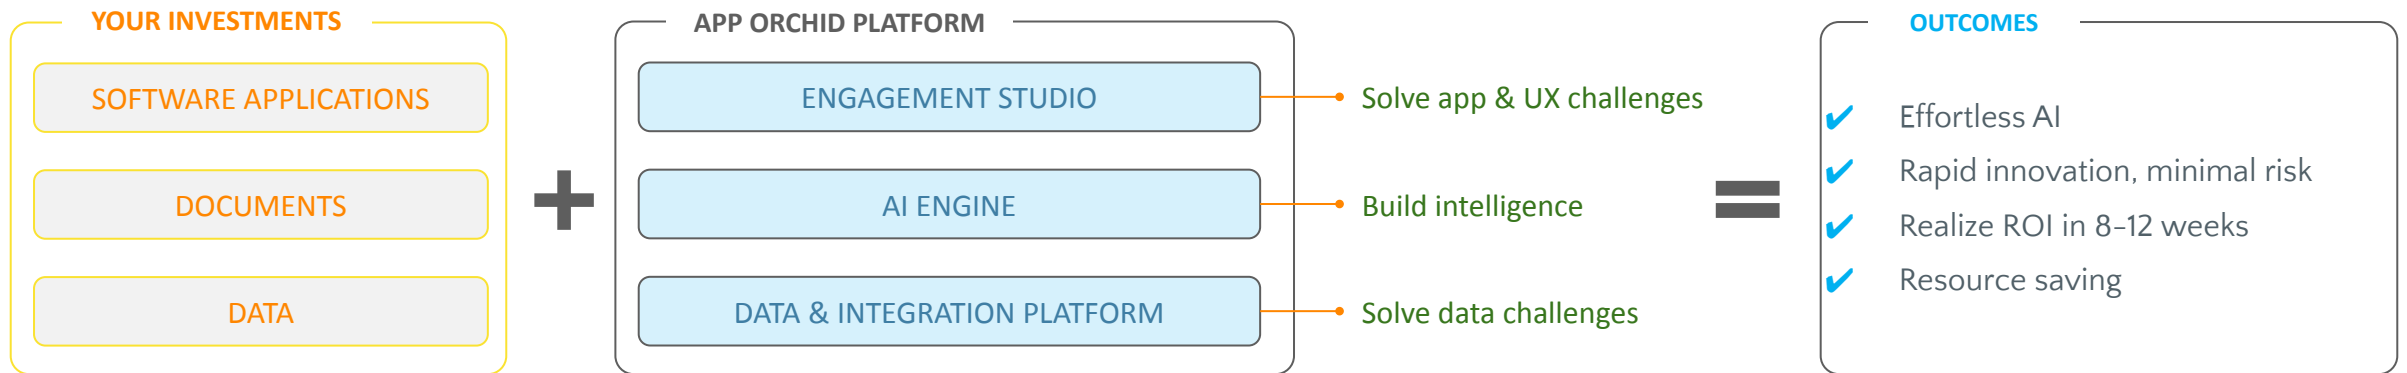 YOUR INVESTMENTS
SOFTWARE APPLICATIONS
DOCUMENTS
DATA
+
APP ORCHID PLATFORM
ENGAGEMENT STUDIO
Solve app & UX challenges
AI ENGINE
Build intelligence
DATA & INTEGRATION PLATFORM
Solve data challenges
=
OUTCOMES
✔ Effortless AI
✔ Rapid innovation, minimal risk
✔ Realize ROI in 8-12 weeks
✔ Resource saving